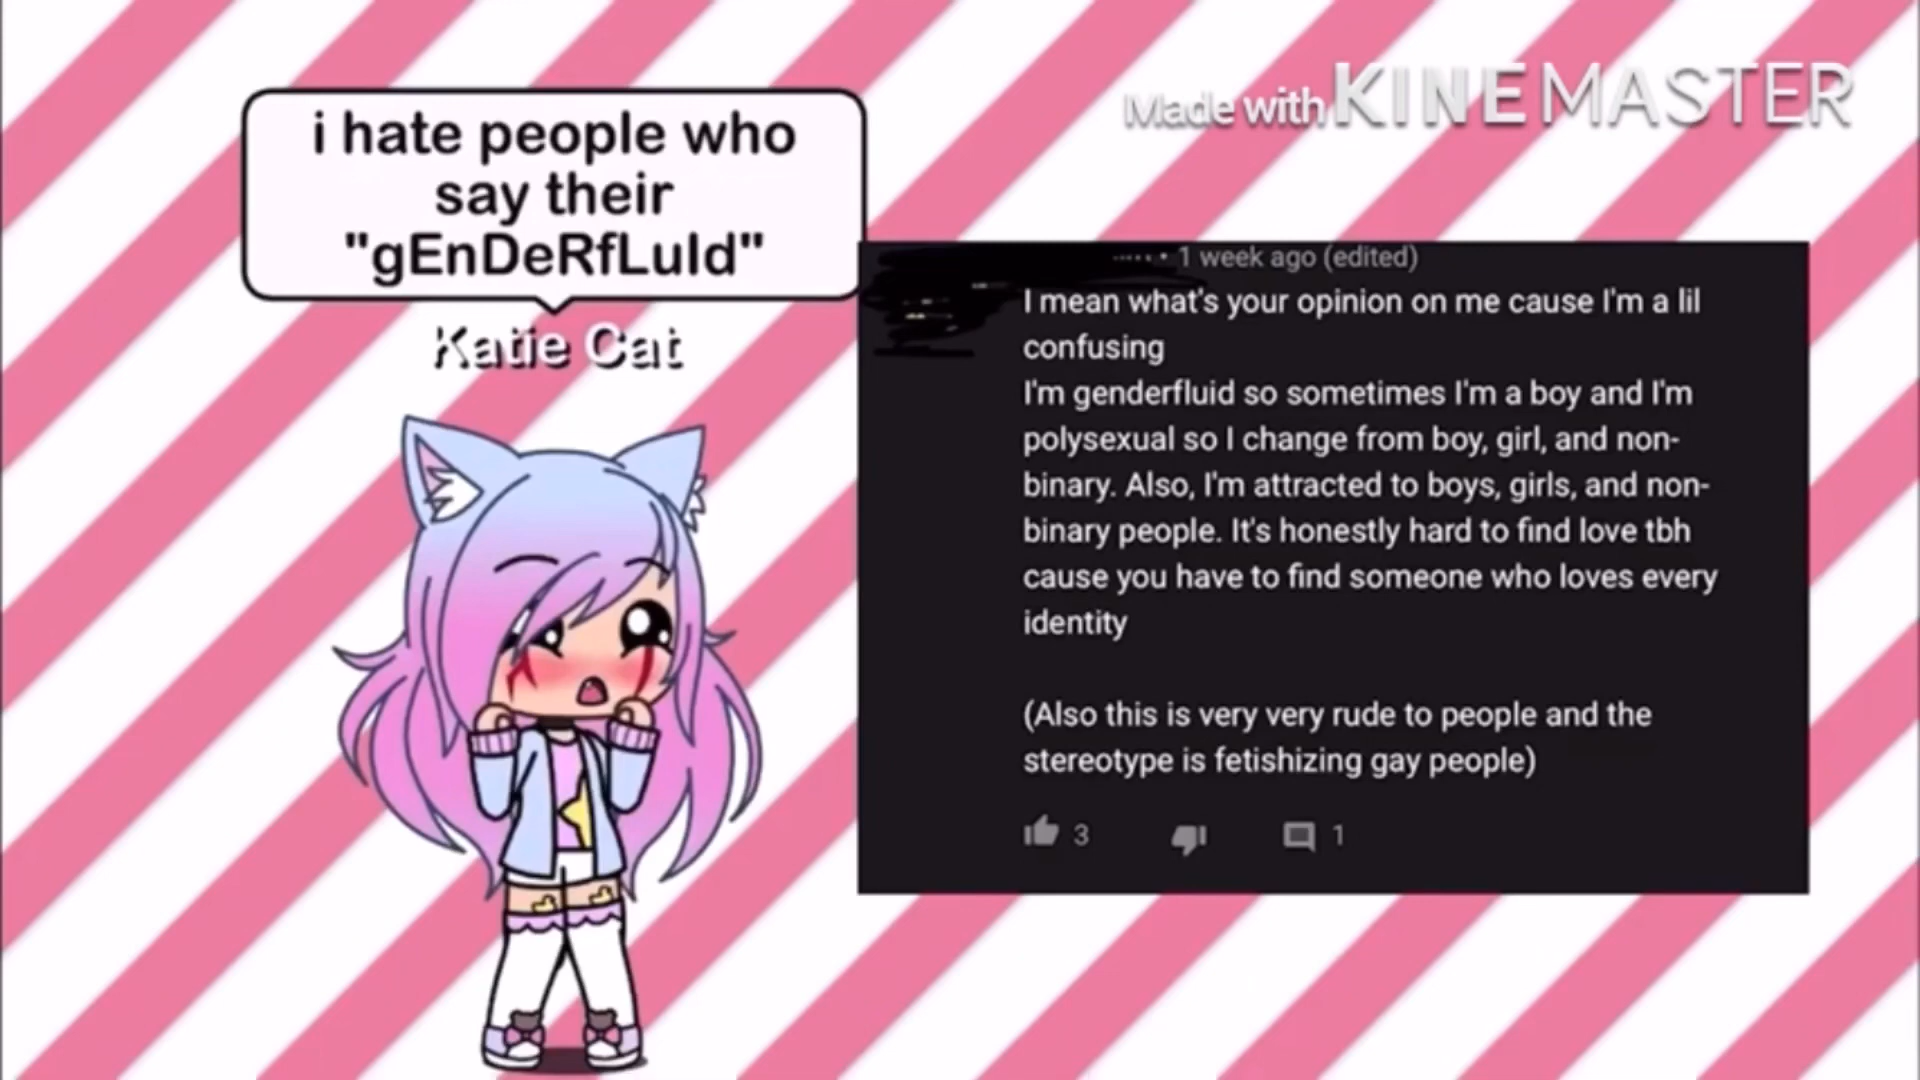 i hate people who
say their
"gEnDeRfLuId"
Katie Cat
Made with KINEMASTER
1 week ago (edited)
I mean what's your opinion on me cause I'm a lil
confusing
I'm genderfluid so sometimes I'm a boy and I'm
polysexual so I change from boy, girl, and non-
binary. Also, I'm attracted to boys, girls, and non-
binary people. It's honestly hard to find love tbh
cause you have to find someone who loves every
identity
(Also this is very very rude to people and the
stereotype is fetishizing gay people)
3
1